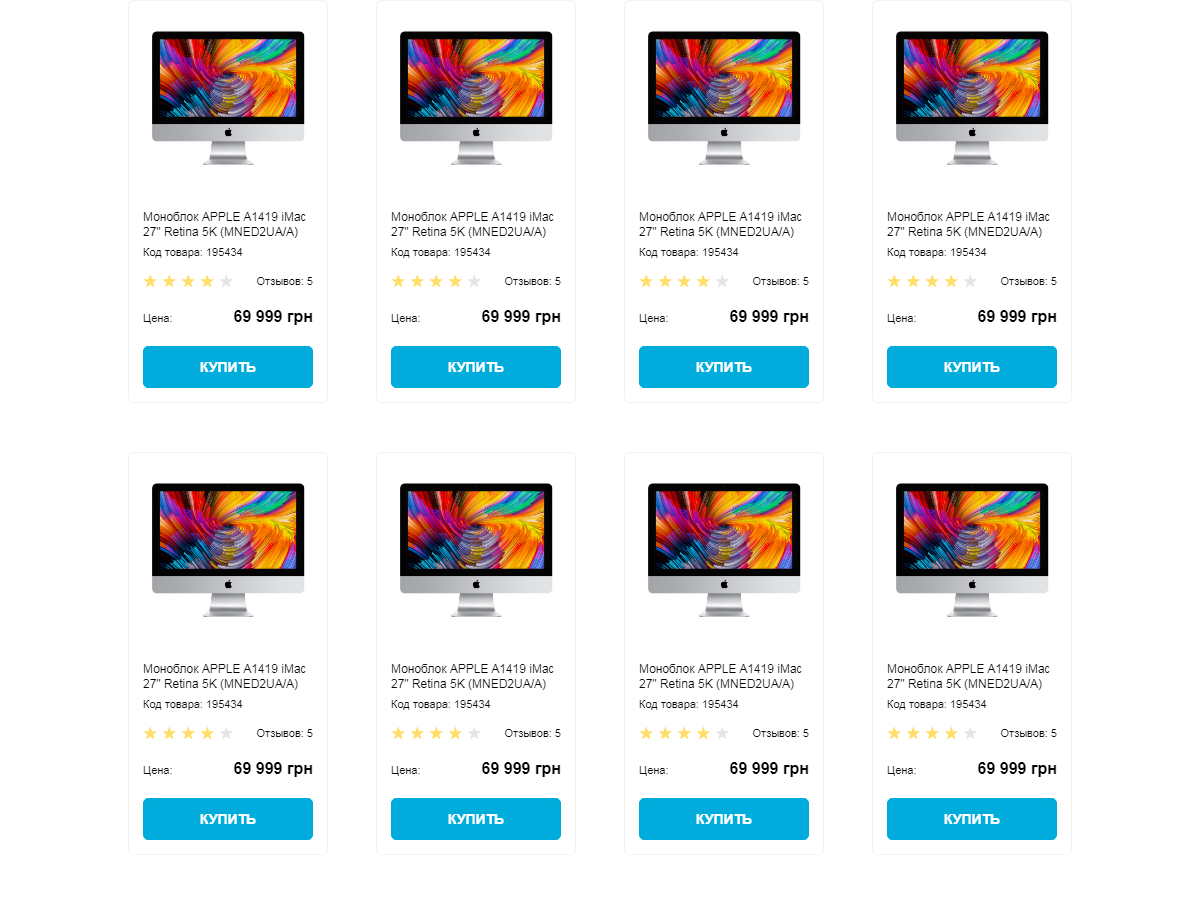 Моноблок APPLE A1419 iMac
27" Retina 5K (MNED2UA/A)
Код товара: 195434
Отзывов: 5
Цена: 69 999 грн
КУПИТЬ
Моноблок APPLE A1419 iMac
27" Retina 5K (MNED2UA/A)
Код товара: 195434
Отзывов: 5
Цена: 69 999 грн
КУПИТЬ
Моноблок APPLE A1419 iMac
27" Retina 5K (MNED2UA/A)
Код товара: 195434
Отзывов: 5
Цена: 69 999 грн
КУПИТЬ
Моноблок APPLE A1419 iMac
27" Retina 5K (MNED2UA/A)
Код товара: 195434
Отзывов: 5
Цена: 69 999 грн
КУПИТЬ
Моноблок APPLE A1419 iMac
27" Retina 5K (MNED2UA/A)
Код товара: 195434
Отзывов: 5
Цена: 69 999 грн
КУПИТЬ
Моноблок APPLE A1419 iMac
27" Retina 5K (MNED2UA/A)
Код товара: 195434
Отзывов: 5
Цена: 69 999 грн
КУПИТЬ
Моноблок APPLE A1419 iMac
27" Retina 5K (MNED2UA/A)
Код товара: 195434
Отзывов: 5
Цена: 69 999 грн
КУПИТЬ
Моноблок APPLE A1419 iMac
27" Retina 5K (MNED2UA/A)
Код товара: 195434
Отзывов: 5
Цена: 69 999 грн
КУПИТЬ